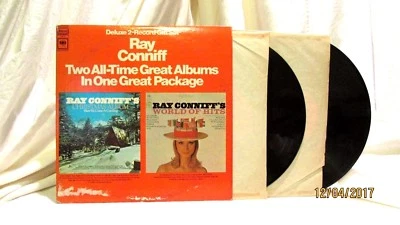 Deluxe 2-Record Set
Ray
Conniff
Two All-Time Great Albums
In One Great Package
RAY CONNIFF'S
RAY CONNIFF'S
WORLD OF HITS
12/04/2017